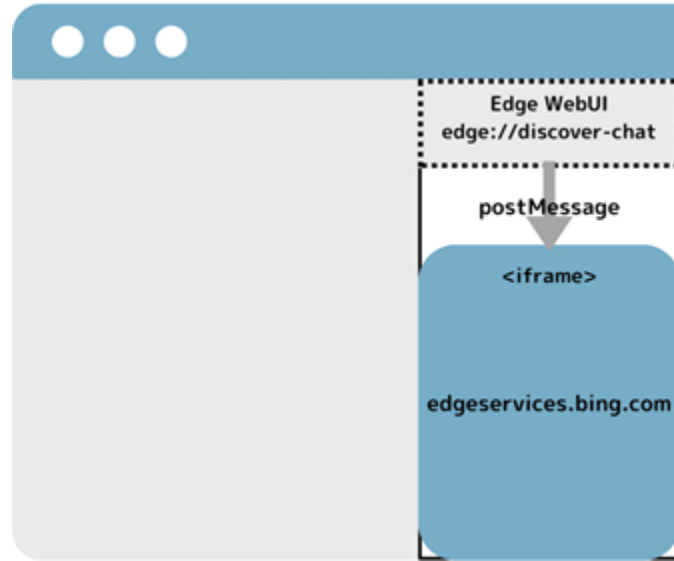 Edge WebUI
edge://discover-chat
postMessage
<iframe>
edgeservices.bing.com